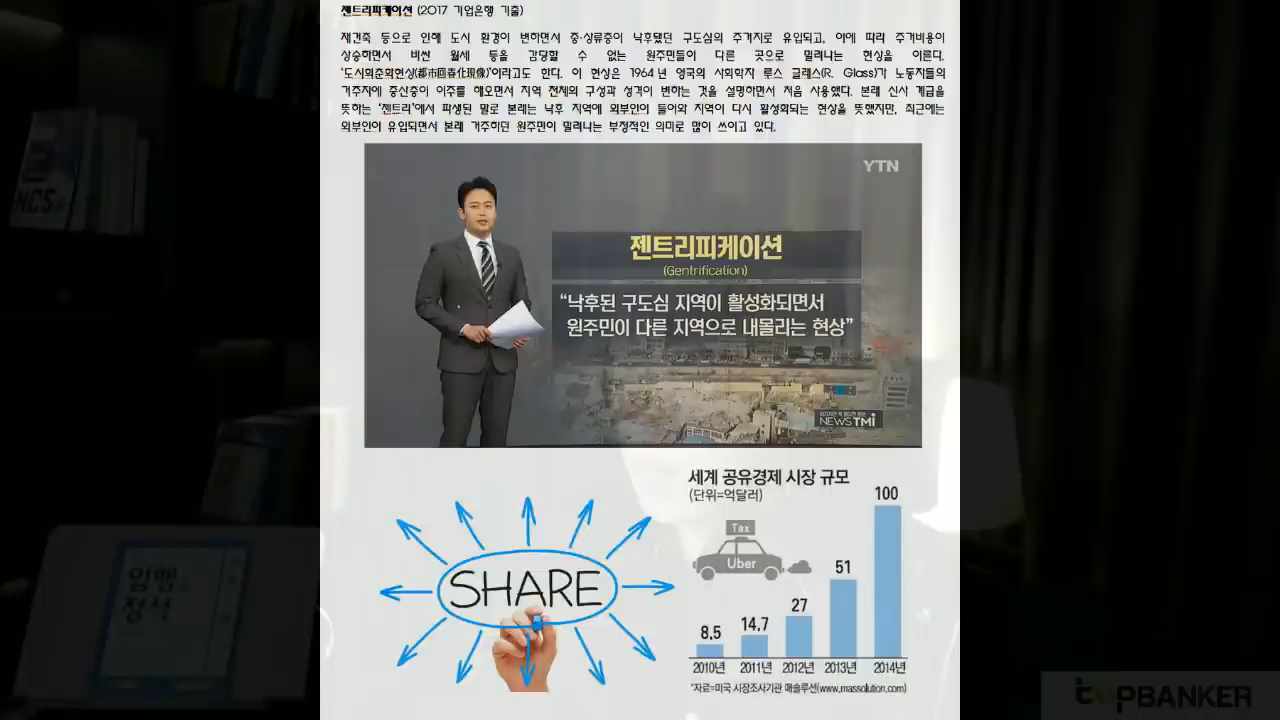 젠트리피케이션 (2017 기업은행 기출)
재건축 등으로 인해 도시 환경이 변하면서 중·상류층이 낙후됐던 구도심의 주거지로 유입되고, 이에 따라 주거비용이
상승하면서 비싼 월세 등을 감당할 수 없는 원주민들이 다른 곳으로 밀려나는 현상을 이른다.
'도시회춘화현상(都市回春化現像)'이라고도 한다. 이 현상은 1964년 영국의 사회학자 루스 글래스(R. Glass)가 노동자들의
거주지에 중산층이 이주를 해오면서 지역 전체의 구성과 성격이 변하는 것을 설명하면서 처음 사용했다. 본래 신사 계급을
뜻하는 '젠트리'에서 파생된 말로 본래는 낙후 지역에 외부인이 들어와 지역이 다시 활성화되는 현상을 뜻했지만, 최근에는
외부인이 유입되면서 본래 거주하던 원주민이 밀려나는 부정적인 의미로 많이 쓰이고 있다.
YTN
젠트리피케이션
(Gentrification)
“낙후된 구도심 지역이 활성화되면서
원주민이 다른 지역으로 내몰리는 현상”
NEWS TMI
세계 공유경제 시장 규모
(단위=억달러)
SHARE
Tax
Uber
8.5
14.7
27
51
100
2010년
2011년
2012년
2013년
2014년
*자료=미국 시장조사기관 매솔루션(www.massolution.com)
NCS
정석
TOPBANKER